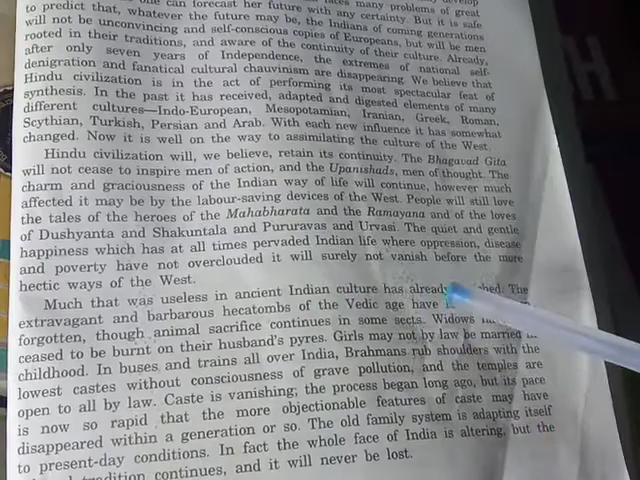 many problems of great
one can forecast her future with any certainty. But it is safe
to predict that, whatever the future may be, the Indians of coming generations
will not be unconvincing and self-conscious copies of Europeans, but will be men
rooted in their traditions, and aware of the continuity of their culture. Already,
after only seven years of Independence, the extremes of national self-
denigration and fanatical cultural chauvinism are disappearing. We believe that
Hindu civilization is in the act of performing its most spectacular feat of
synthesis. In the past it has received, adapted and digested elements of many
different cultures—Indo-European, Mesopotamian, Iranian, Greek, Roman,
Scythian, Turkish, Persian and Arab. With each new influence it has somewhat
changed. Now it is well on the way to assimilating the culture of the West.
Hindu civilization will, we believe, retain its continuity. The Bhagavad Gita
will not cease to inspire men of action, and the Upanishads, men of thought. The
charm and graciousness of the Indian way of life will continue, however much
affected it may be by the labour-saving devices of the West. People will still love
the tales of the heroes of the Mahabharata and the Ramayana and of the loves
of Dushyanta and Shakuntala and Pururavas and Urvasi. The quiet and gentle
happiness which has at all times pervaded Indian life where oppression, disease
and poverty have not overclouded it will surely not vanish before the more
hectic ways of the West.
Much that was useless in ancient Indian culture has already The
extravagant and barbarous hecatombs of the Vedic age have
forgotten, though animal sacrifice continues in some sects. Widows
ceased to be burnt on their husband's pyres. Girls may not by law be married
childhood. In buses and trains all over India, Brahmans rub shoulders with the
lowest castes without consciousness of grave pollution, and the temples are
open to all by law. Caste is vanishing; the process began long ago, but its pace
is now so rapid that the more objectionable features of caste may have
disappeared within a generation or so. The old family system is adapting itself
to present-day conditions. In fact the whole face of India is altering, but the
tradition continues, and it will never be lost.